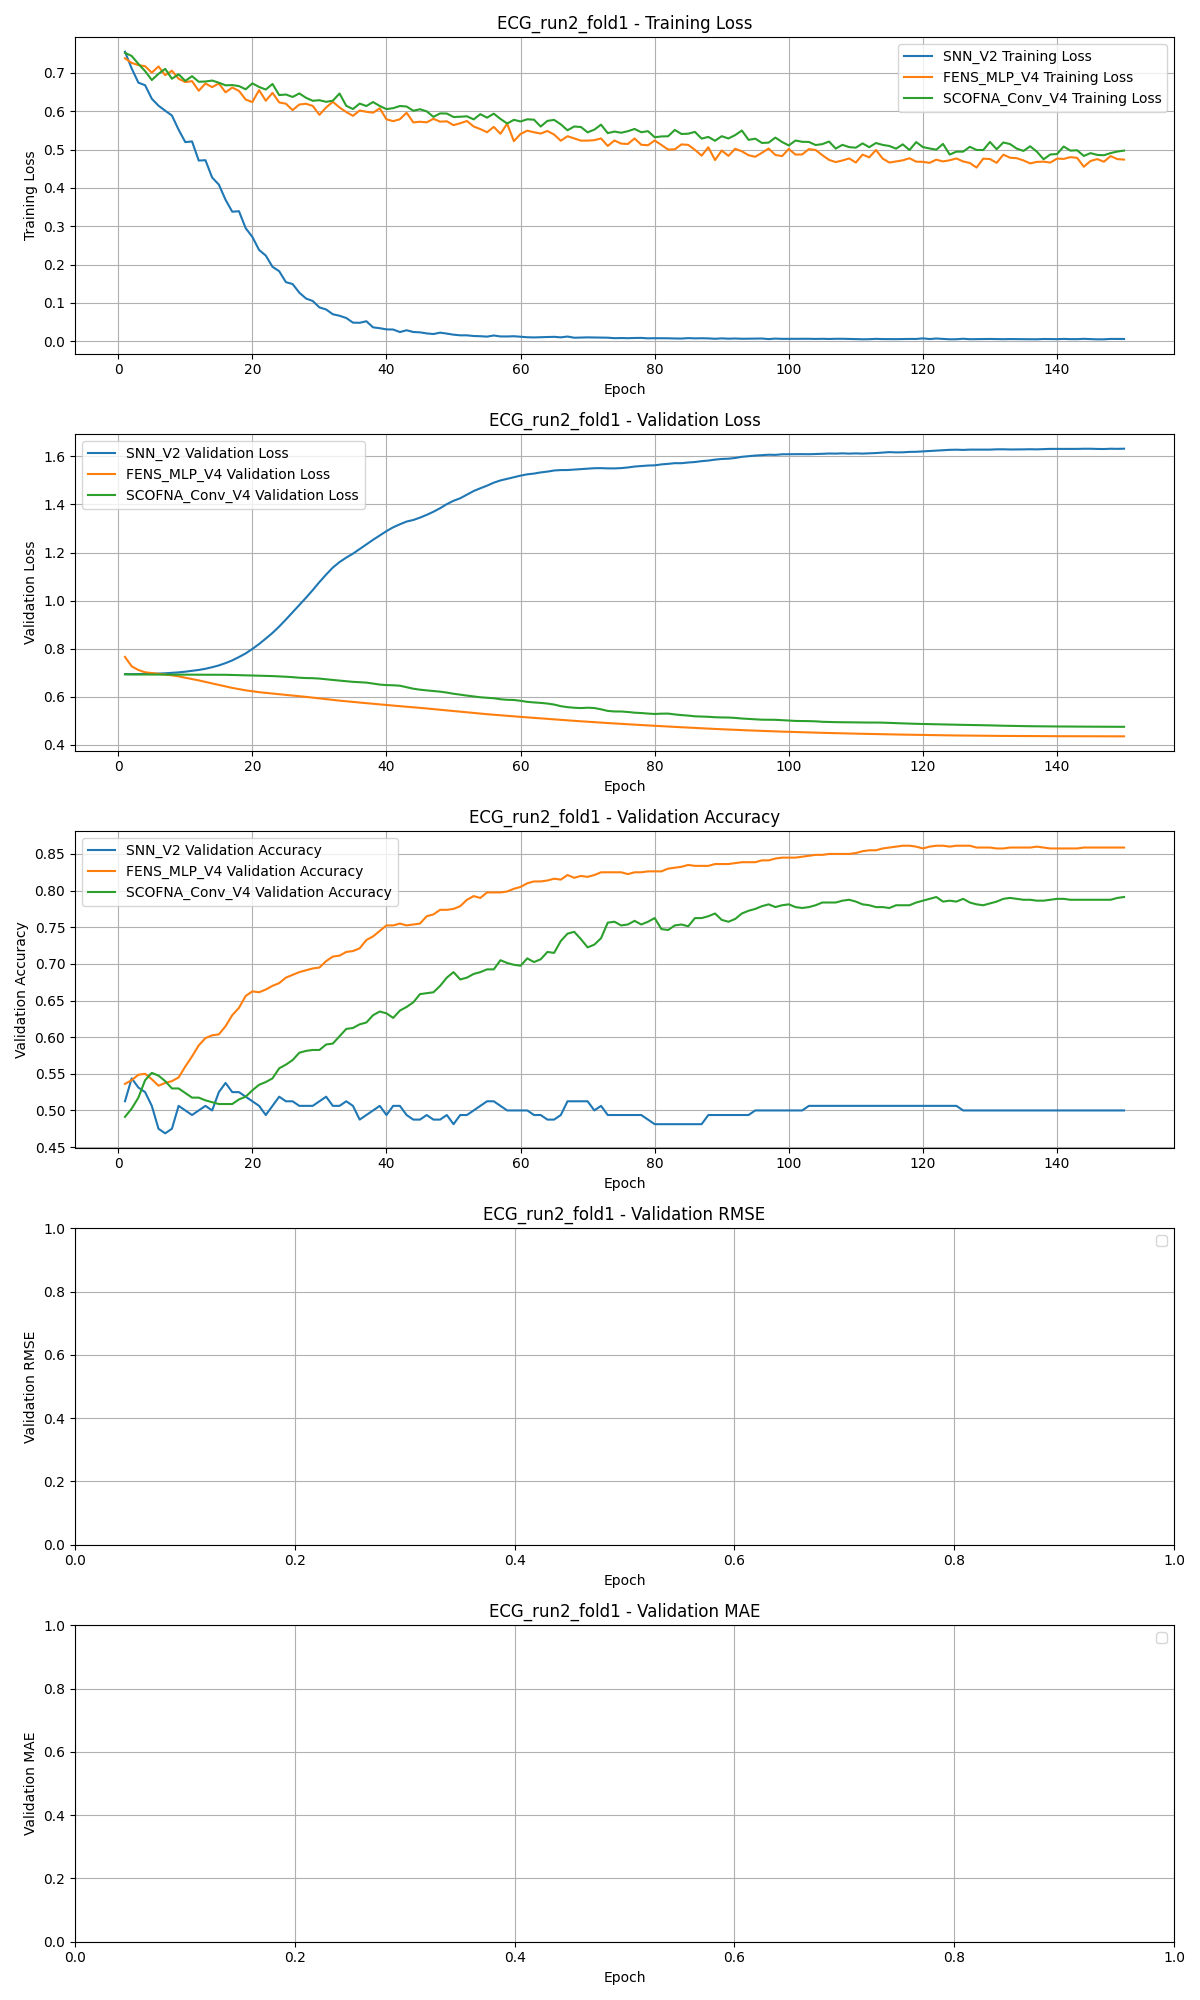 ECG_run2_fold1 - Training Loss
Training Loss
0.7
0.6
0.5
0.4
0.3
0.2
0.1
0.0
SNN_V2 Training Loss
FENS_MLP_V4 Training Loss
SCOFNA_Conv_V4 Training Loss
0 20 40 60 80 100 120 140
Epoch
ECG_run2_fold1 - Validation Loss
Validation Loss
1.6
1.4
1.2
1.0
0.8
0.6
0.4
SNN_V2 Validation Loss
FENS_MLP_V4 Validation Loss
SCOFNA_Conv_V4 Validation Loss
0 20 40 60 80 100 120 140
Epoch
ECG_run2_fold1 - Validation Accuracy
Validation Accuracy
0.85
0.80
0.75
0.70
0.65
0.60
0.55
0.50
0.45
SNN_V2 Validation Accuracy
FENS_MLP_V4 Validation Accuracy
SCOFNA_Conv_V4 Validation Accuracy
0 20 40 60 80 100 120 140
Epoch
ECG_run2_fold1 - Validation RMSE
Validation RMSE
1.0
0.8
0.6
0.4
0.2
0.0
0.0 0.2 0.4 0.6 0.8 1.0
Epoch
ECG_run2_fold1 - Validation MAE
Validation MAE
1.0
0.8
0.6
0.4
0.2
0.0
0.0 0.2 0.4 0.6 0.8 1.0
Epoch